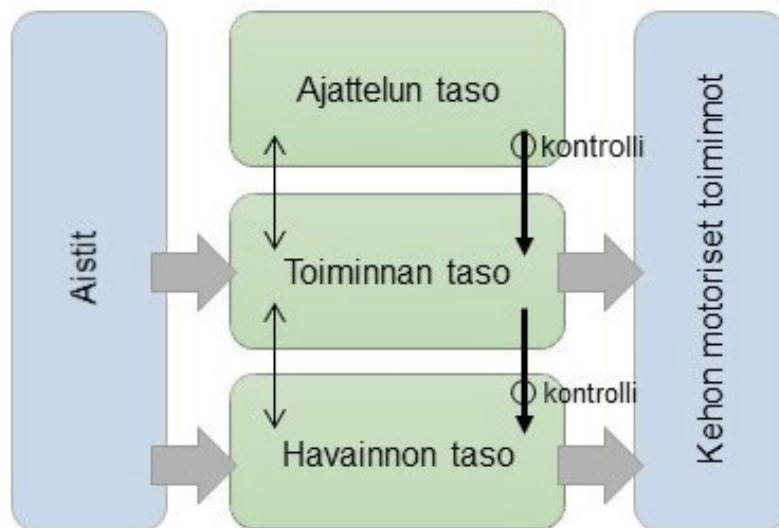 Aistit
Ajattelun taso
kontrolli
Toiminnan taso
kontrolli
Havainnon taso
Kehon motoriset toiminnot